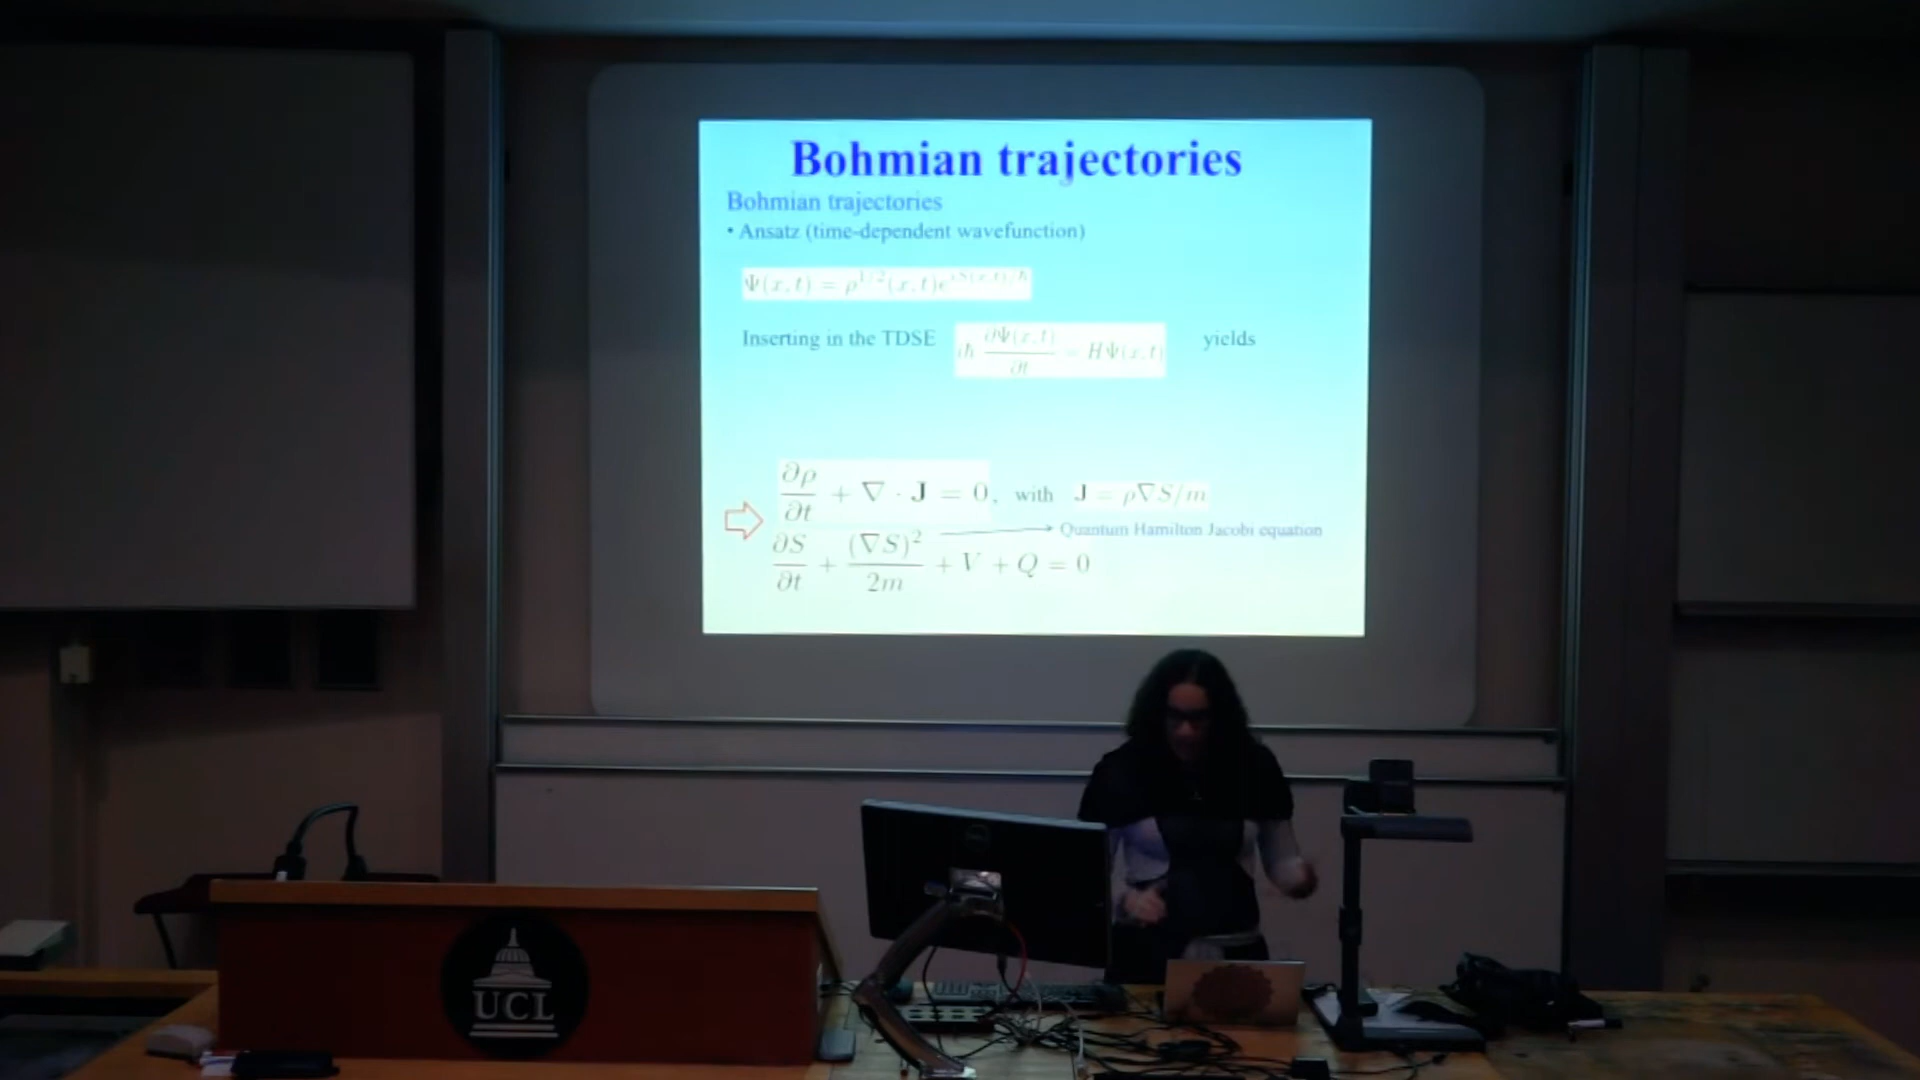 Bohmian trajectories
Bohmian trajectories
• Ansatz (time-dependent wavefunction)
Ψ(x,t) = ρ^{1/2}(x,t)e^{iS(x,t)/ħ}
Inserting in the TDSE iħ ∂Ψ(x,t)/∂t = HΨ(x,t) yields
∂ρ/∂t + ∇ · J = 0, with J = ρ∇S/m
Quantum Hamilton Jacobi equation
∂S/∂t + (∇S)²/2m + V + Q = 0
UCL